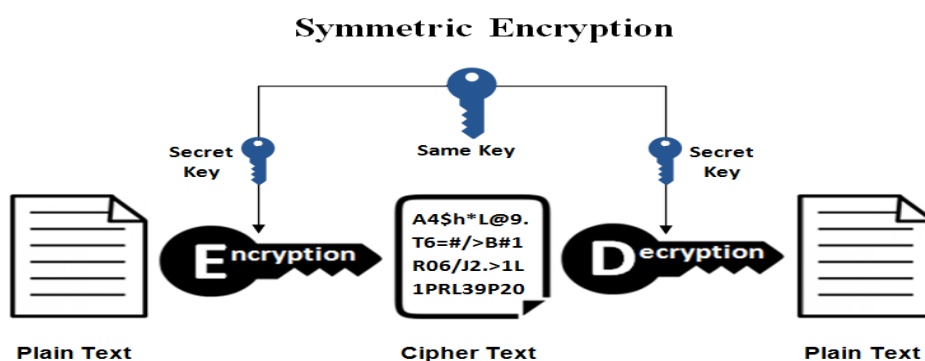 Symmetric Encryption
Same Key
Secret
Key
Secret
Key
Encryption
A4$h*L@9.
T6=#/>B#1
R06/J2.>1L
1PRL39P20
Decryption
Plain Text
Cipher Text
Plain Text